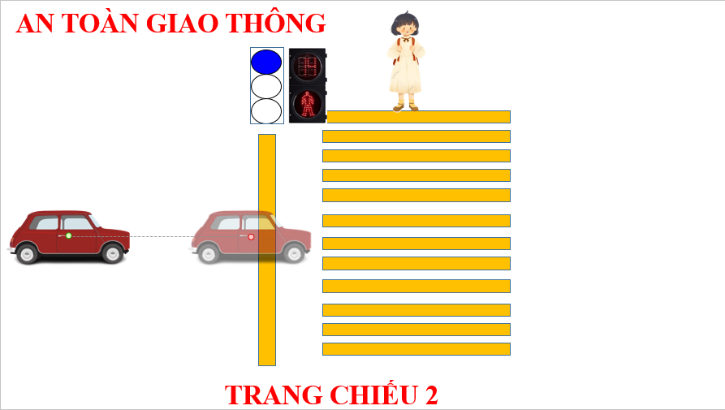 AN TOÀN GIAO THÔNG
TRANG CHIẾU 2